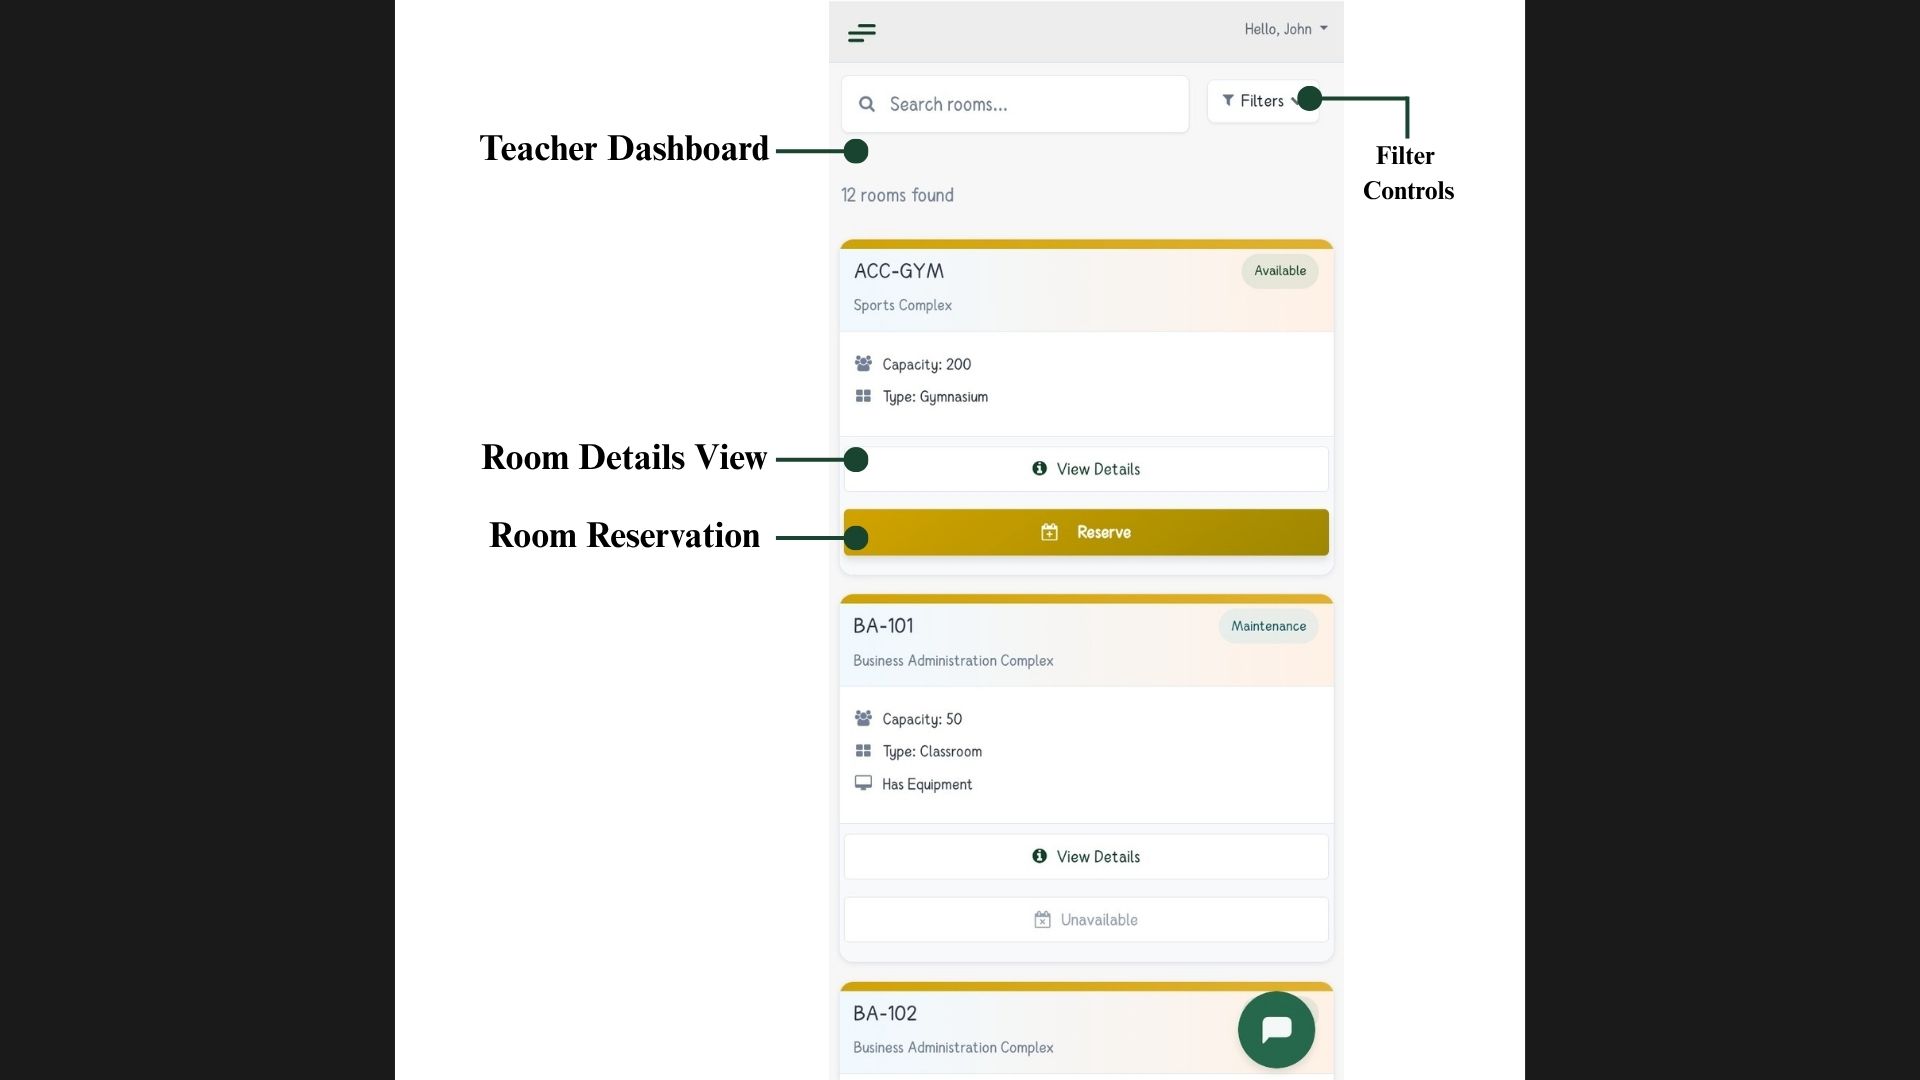 Hello, John
Search rooms...
Filters
Teacher Dashboard
Filter
Controls
12 rooms found
ACC-GYM
Available
Sports Complex
Capacity: 200
Type: Gymnasium
Room Details View
View Details
Room Reservation
Reserve
BA-101
Maintenance
Business Administration Complex
Capacity: 50
Type: Classroom
Has Equipment
View Details
Unavailable
BA-102
Business Administration Complex